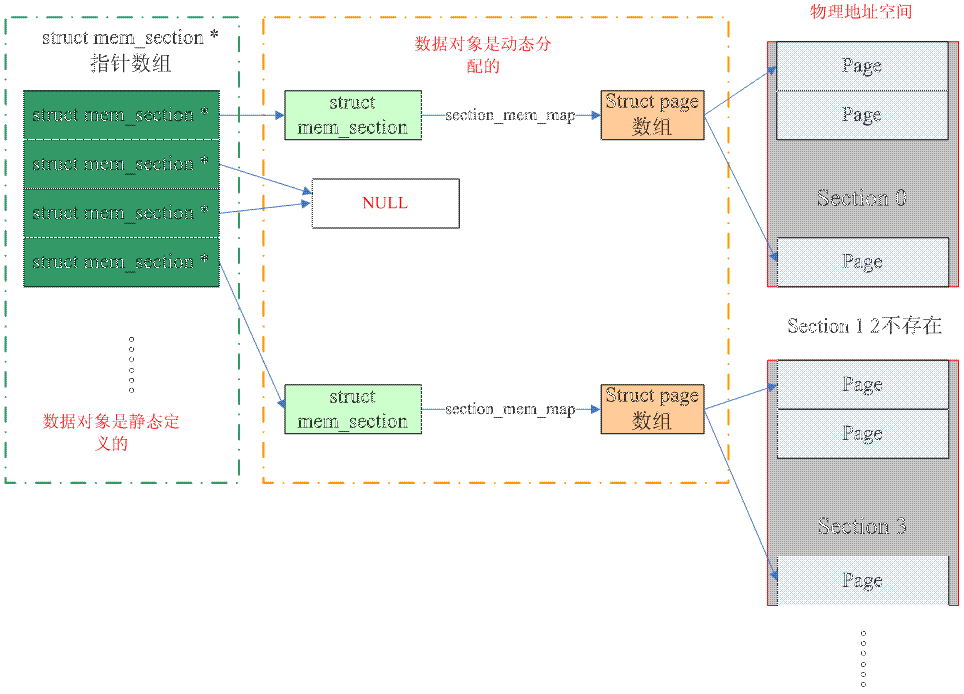 struct mem_section *
指针数组
struct mem_section *
struct mem_section *
struct mem_section *
struct mem_section *
数据对象是静态定
义的
数据对象是动态分
配的
struct
mem_section
section_mem_map
Struct page
数组
NULL
struct
mem_section
section_mem_map
Struct page
数组
物理地址空间
Page
Page
Section 0
Page
Section 1 2不存在
Page
Page
Section 3
Page